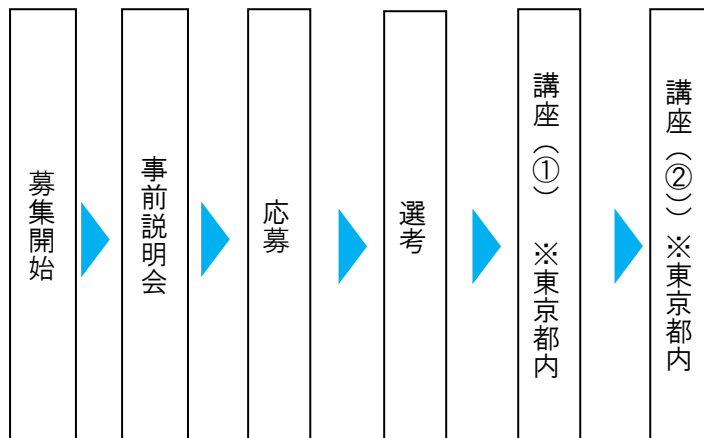 募集開始
事前説明会
応募
選考
講座（①）　※東京都内
講座（②）※東京都内